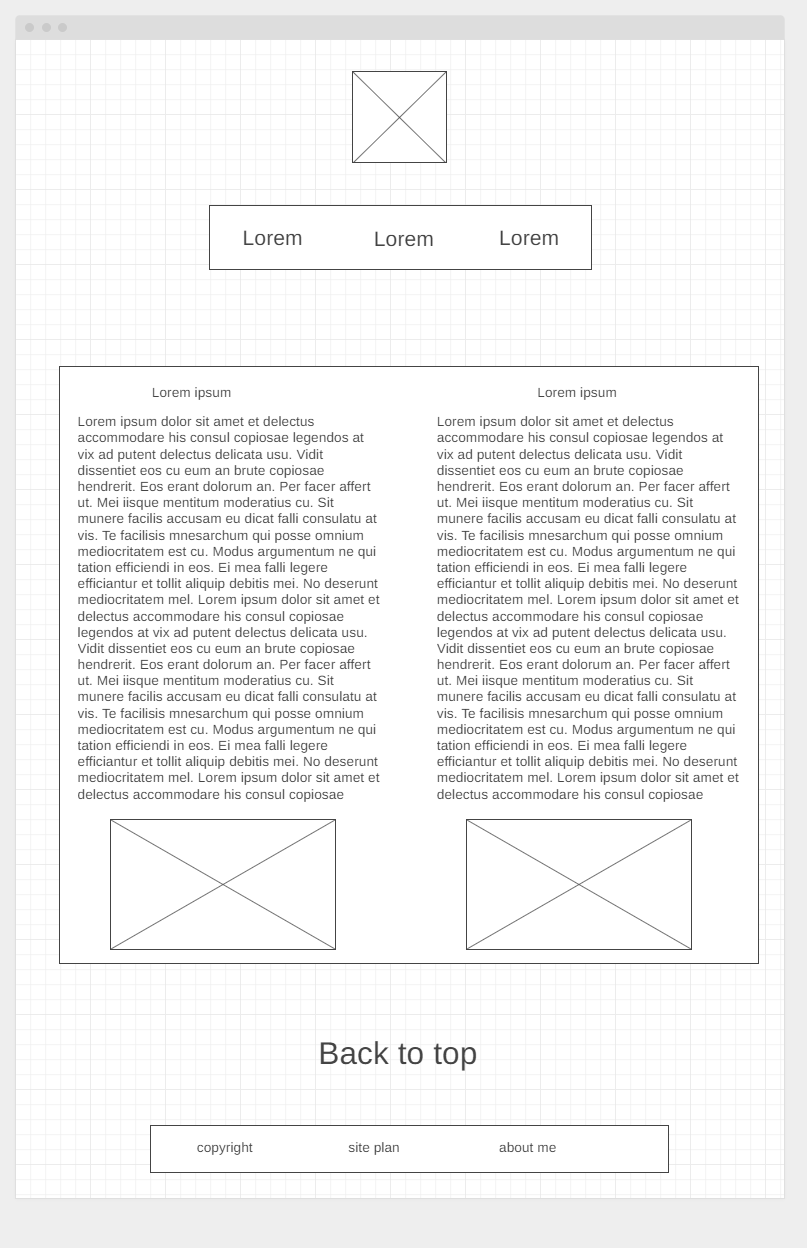 Lorem
Lorem
Lorem
Lorem ipsum
Lorem ipsum dolor sit amet et delectus
accommodare his consul copiosae legendos at
vix ad putent delectus delicata usu. Vidit
dissentiet eos cu eum an brute copiosae
hendrerit. Eos erant dolorum an. Per facer affert
ut. Mei iisque mentitum moderatius cu. Sit
munere facilis accusam eu dicat falli consulatu at
vis. Te facilisis mnesarchum qui posse omnium
mediocritatem est cu. Modus argumentum ne qui
tation efficiendi in eos. Ei mea falli legere
efficiantur et tollit aliquip debitis mei. No deserunt
mediocritatem mel. Lorem ipsum dolor sit amet et
delectus accommodare his consul copiosae
legendos at vix ad putent delectus delicata usu.
Vidit dissentiet eos cu eum an brute copiosae
hendrerit. Eos erant dolorum an. Per facer affert
ut. Mei iisque mentitum moderatius cu. Sit
munere facilis accusam eu dicat falli consulatu at
vis. Te facilisis mnesarchum qui posse omnium
mediocritatem est cu. Modus argumentum ne qui
tation efficiendi in eos. Ei mea falli legere
efficiantur et tollit aliquip debitis mei. No deserunt
mediocritatem mel. Lorem ipsum dolor sit amet et
delectus accommodare his consul copiosae
Lorem ipsum
Lorem ipsum dolor sit amet et delectus
accommodare his consul copiosae legendos at
vix ad putent delectus delicata usu. Vidit
dissentiet eos cu eum an brute copiosae
hendrerit. Eos erant dolorum an. Per facer affert
ut. Mei iisque mentitum moderatius cu. Sit
munere facilis accusam eu dicat falli consulatu at
vis. Te facilisis mnesarchum qui posse omnium
mediocritatem est cu. Modus argumentum ne qui
tation efficiendi in eos. Ei mea falli legere
efficiantur et tollit aliquip debitis mei. No deserunt
mediocritatem mel. Lorem ipsum dolor sit amet et
delectus accommodare his consul copiosae
legendos at vix ad putent delectus delicata usu.
Vidit dissentiet eos cu eum an brute copiosae
hendrerit. Eos erant dolorum an. Per facer affert
ut. Mei iisque mentitum moderatius cu. Sit
munere facilis accusam eu dicat falli consulatu at
vis. Te facilisis mnesarchum qui posse omnium
mediocritatem est cu. Modus argumentum ne qui
tation efficiendi in eos. Ei mea falli legere
efficiantur et tollit aliquip debitis mei. No deserunt
mediocritatem mel. Lorem ipsum dolor sit amet et
delectus accommodare his consul copiosae
Back to top
copyright
site plan
about me